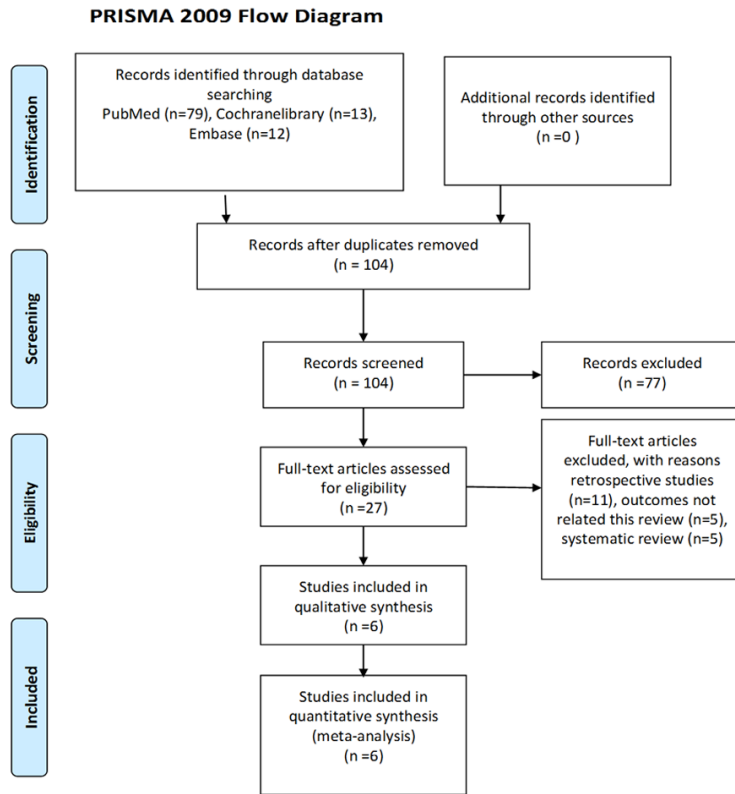 PRISMA 2009 Flow Diagram
Identification
Records identified through database
searching
PubMed (n=79), Cochranelibrary (n=13),
Embase (n=12)
Additional records identified
through other sources
(n =0 )
Records after duplicates removed
(n = 104)
Screening
Records screened
(n = 104)
Records excluded
(n =77)
Eligibility
Full-text articles assessed
for eligibility
(n =27)
Full-text articles
excluded, with reasons
retrospective studies
(n=11), outcomes not
related this review (n=5),
systematic review (n=5)
Studies included in
qualitative synthesis
(n =6)
Included
Studies included in
quantitative synthesis
(meta-analysis)
(n =6)